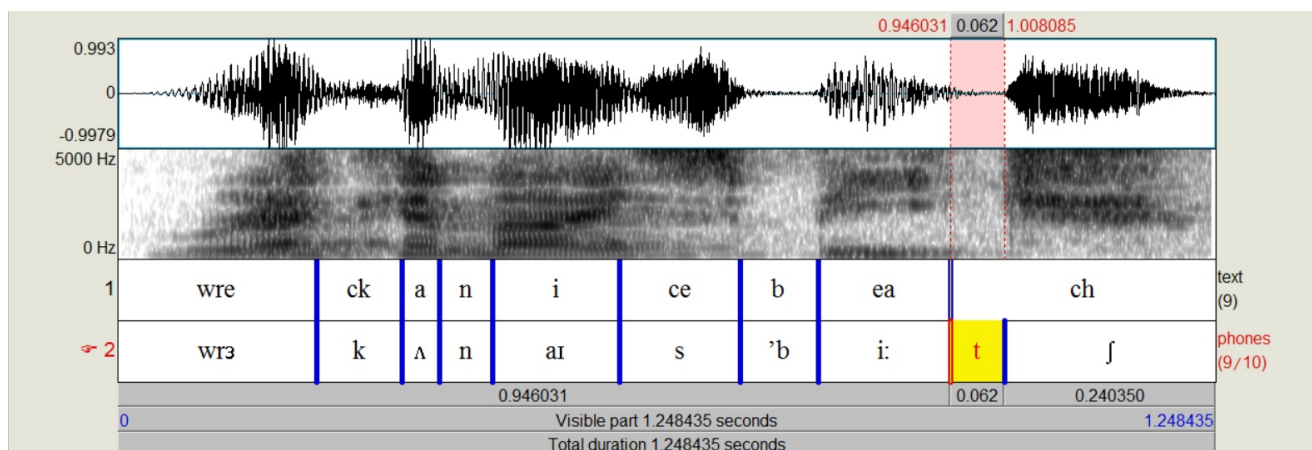 0.946031 0.062 1.008085
0.993
0
-0.9979
5000 Hz
0 Hz
1 wre ck a n i ce b ea ch text (9)
☞ 2 wrɜ k ʌ n aɪ s ’b iː t ʃ phones (9/10)
0.946031 0.062 0.240350
0 Visible part 1.248435 seconds 1.248435
Total duration 1.248435 seconds